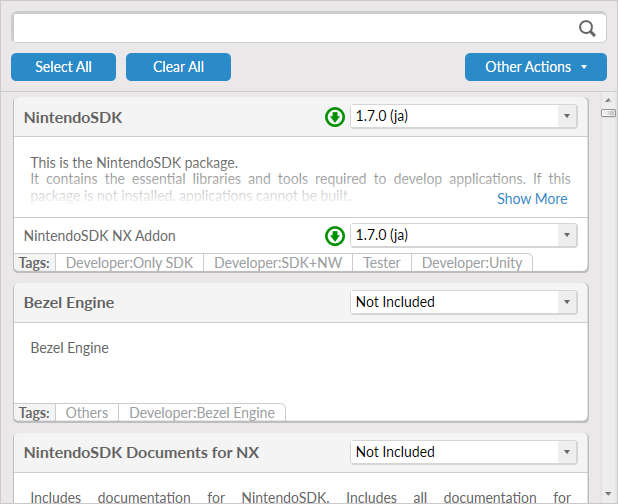 Select All Clear All Other Actions
NintendoSDK 1.7.0 (ja)
This is the NintendoSDK package.
It contains the essential libraries and tools required to develop applications. If this
package is not installed, applications cannot be built.
Show More
NintendoSDK NX Addon 1.7.0 (ja)
Tags: Developer:Only SDK Developer:SDK+NW Tester Developer:Unity
Bezel Engine Not Included
Bezel Engine
Tags: Others Developer:Bezel Engine
NintendoSDK Documents for NX Not Included
Includes documentation for NintendoSDK. Includes all documentation for